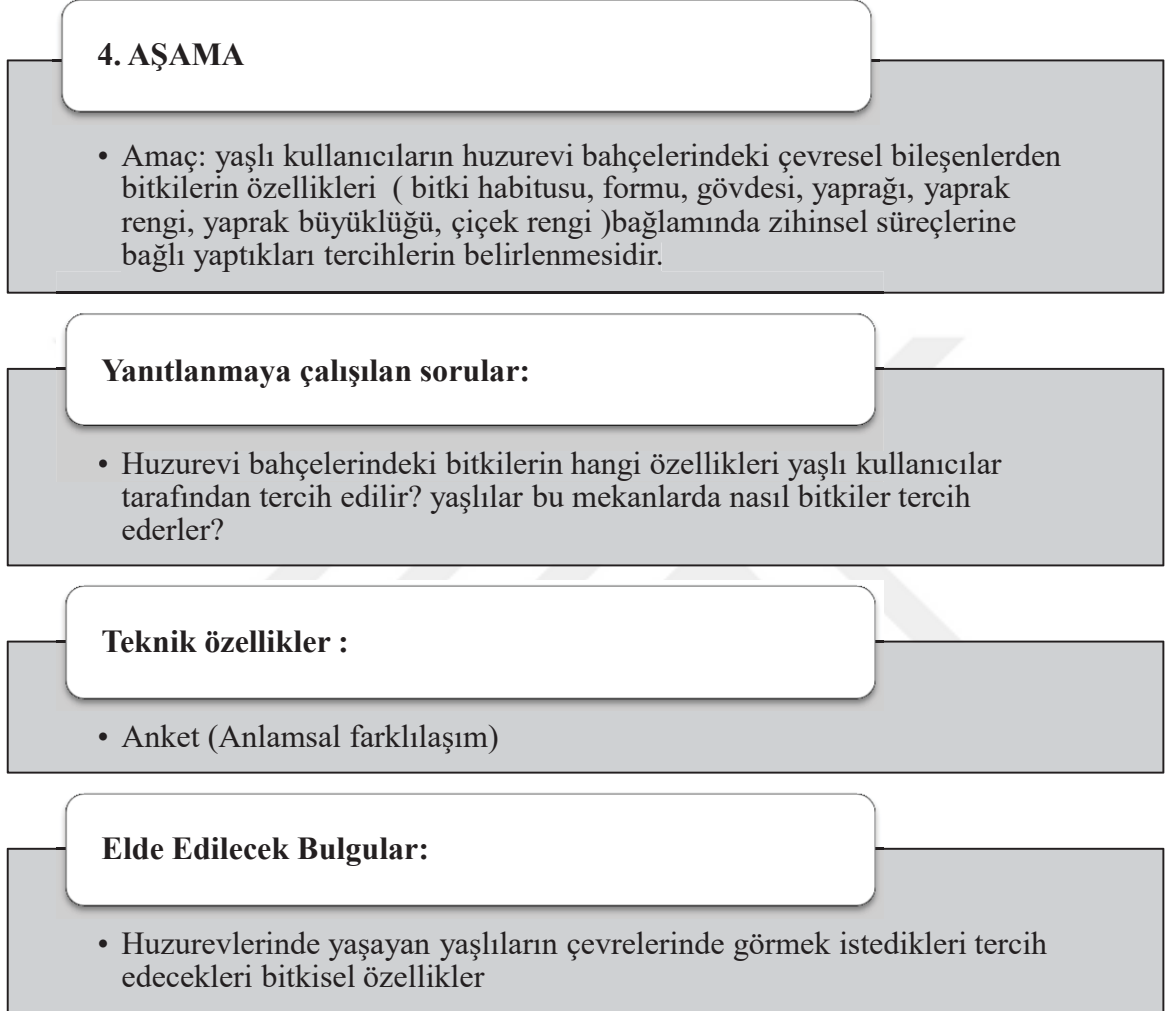 4. AŞAMA
• Amaç: yaşlı kullanıcıların huzurevi bahçelerindeki çevresel bileşenlerden
bitkilerin özellikleri ( bitki habitusu, formu, gövdesi, yaprağı, yaprak
rengi, yaprak büyüklüğü, çiçek rengi )bağlamında zihinsel süreçlerine
bağlı yaptıkları tercihlerin belirlenmesidir.
Yanıtlanmaya çalışılan sorular:
• Huzurevi bahçelerindeki bitkilerin hangi özellikleri yaşlı kullanıcılar
tarafından tercih edilir? yaşlılar bu mekanlarda nasıl bitkiler tercih
ederler?
Teknik özellikler :
• Anket (Anlamsal farklılaşım)
Elde Edilecek Bulgular:
• Huzurevlerinde yaşayan yaşlıların çevrelerinde görmek istedikleri tercih
edecekleri bitkisel özellikler